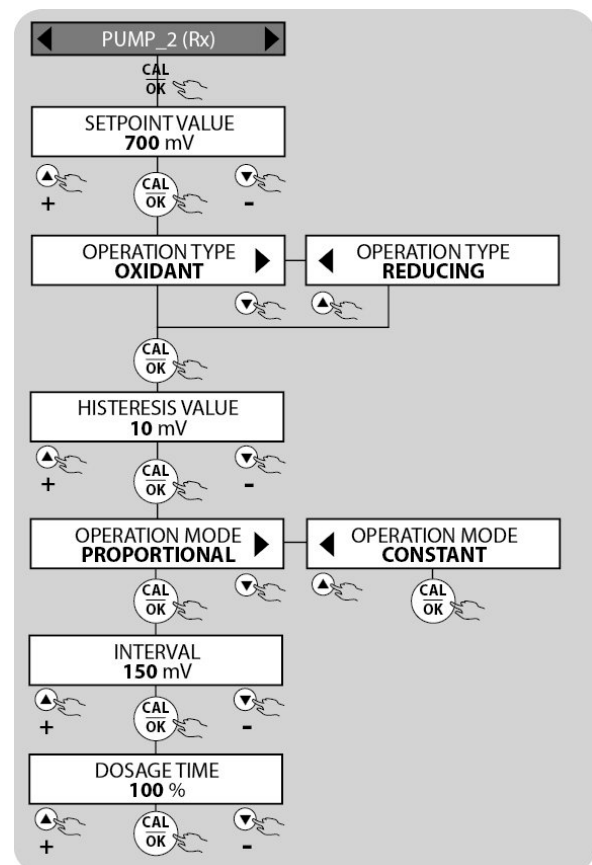 PUMP_2 (Rx)
CAL
OK
SETPOINT VALUE
700 mV
+
CAL
OK
-
OPERATION TYPE
OXIDANT
OPERATION TYPE
REDUCING
CAL
OK
HISTERESIS VALUE
10 mV
+
CAL
OK
-
OPERATION MODE
PROPORTIONAL
OPERATION MODE
CONSTANT
CAL
OK
CAL
OK
INTERVAL
150 mV
+
CAL
OK
-
DOSAGE TIME
100 %
+
CAL
OK
-